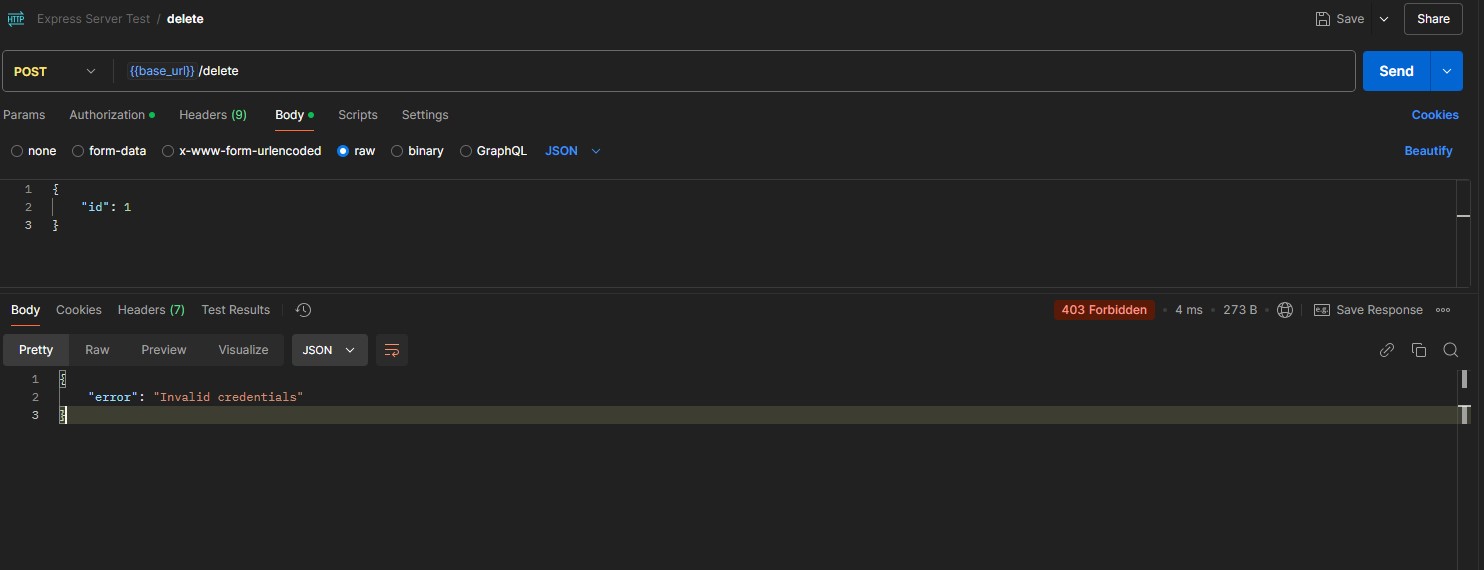 HTTP Express Server Test / delete Save Share
POST {{base_url}} /delete Send
Params Authorization Headers (9) Body Scripts Settings Cookies
none form-data x-www-form-urlencoded raw binary GraphQL JSON Beautify
1 {
2 "id": 1
3 }
Body Cookies Headers (7) Test Results 403 Forbidden • 4 ms • 273 B • e.g. Save Response
Pretty Raw Preview Visualize JSON
1 {
2 "error": "Invalid credentials"
3 }